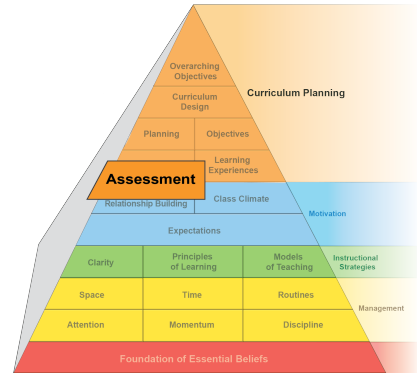 Overarching
Objectives
Curriculum Planning
Curriculum
Design
Planning
Objectives
Learning
Experiences
Assessment
Relationship Building
Class Climate
Motivation
Expectations
Clarity
Principles
of Learning
Models
of Teaching
Instructional
Strategies
Space
Time
Routines
Management
Attention
Momentum
Discipline
Foundation of Essential Beliefs